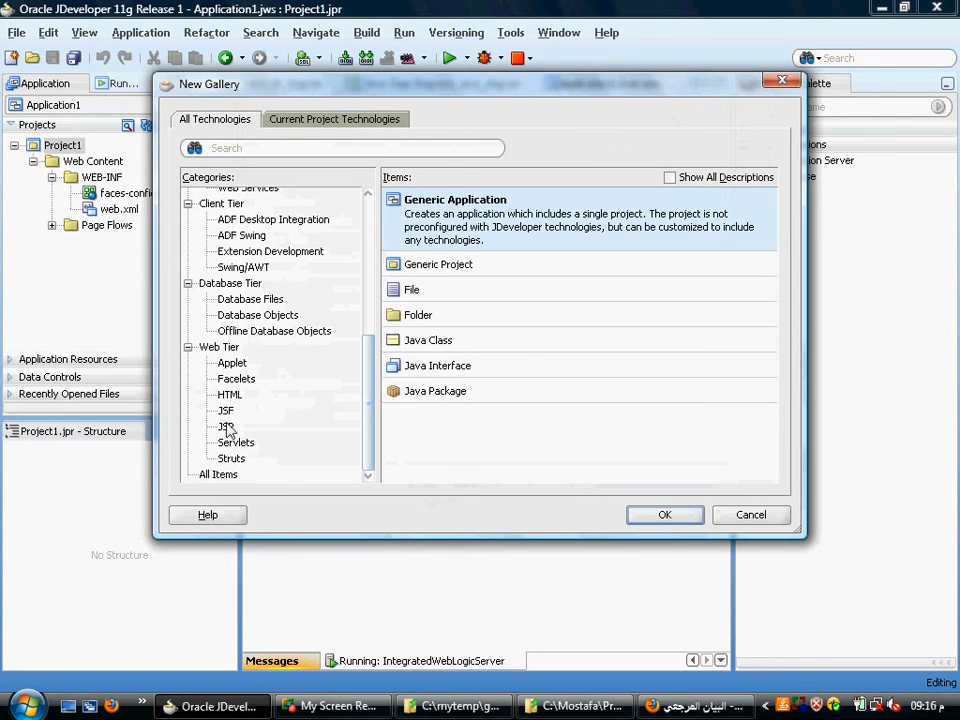 Oracle JDeveloper 11g Release 1 - Application1.jws : Project1.jpr
File Edit View Application Refactor Search Navigate Build Run Versioning Tools Window Help
Search
Application
Run...
New Gallery
Application1
Projects
Project1
Web Content
WEB-INF
faces-confi
web.xml
Page Flows
Application Resources
Data Controls
Recently Opened Files
Project1.jpr - Structure
No Structure
All Technologies
Current Project Technologies
Search
Categories:
Web Services
Client Tier
ADF Desktop Integration
ADF Swing
Extension Development
Swing/AWT
Database Tier
Database Files
Database Objects
Offline Database Objects
Web Tier
Applet
Facelets
HTML
JSF
JSP
Servlets
Struts
All Items
Items:
Show All Descriptions
Generic Application
Creates an application which includes a single project. The project is not
preconfigured with JDeveloper technologies, but can be customized to include
any technologies.
Generic Project
File
Folder
Java Class
Java Interface
Java Package
Help
OK
Cancel
Messages
Running: IntegratedWebLogicServer
Editing
Oracle JDevel...
My Screen Re...
C:\mytemp\g...
C:\Mostafa\Pr...
09:16 م